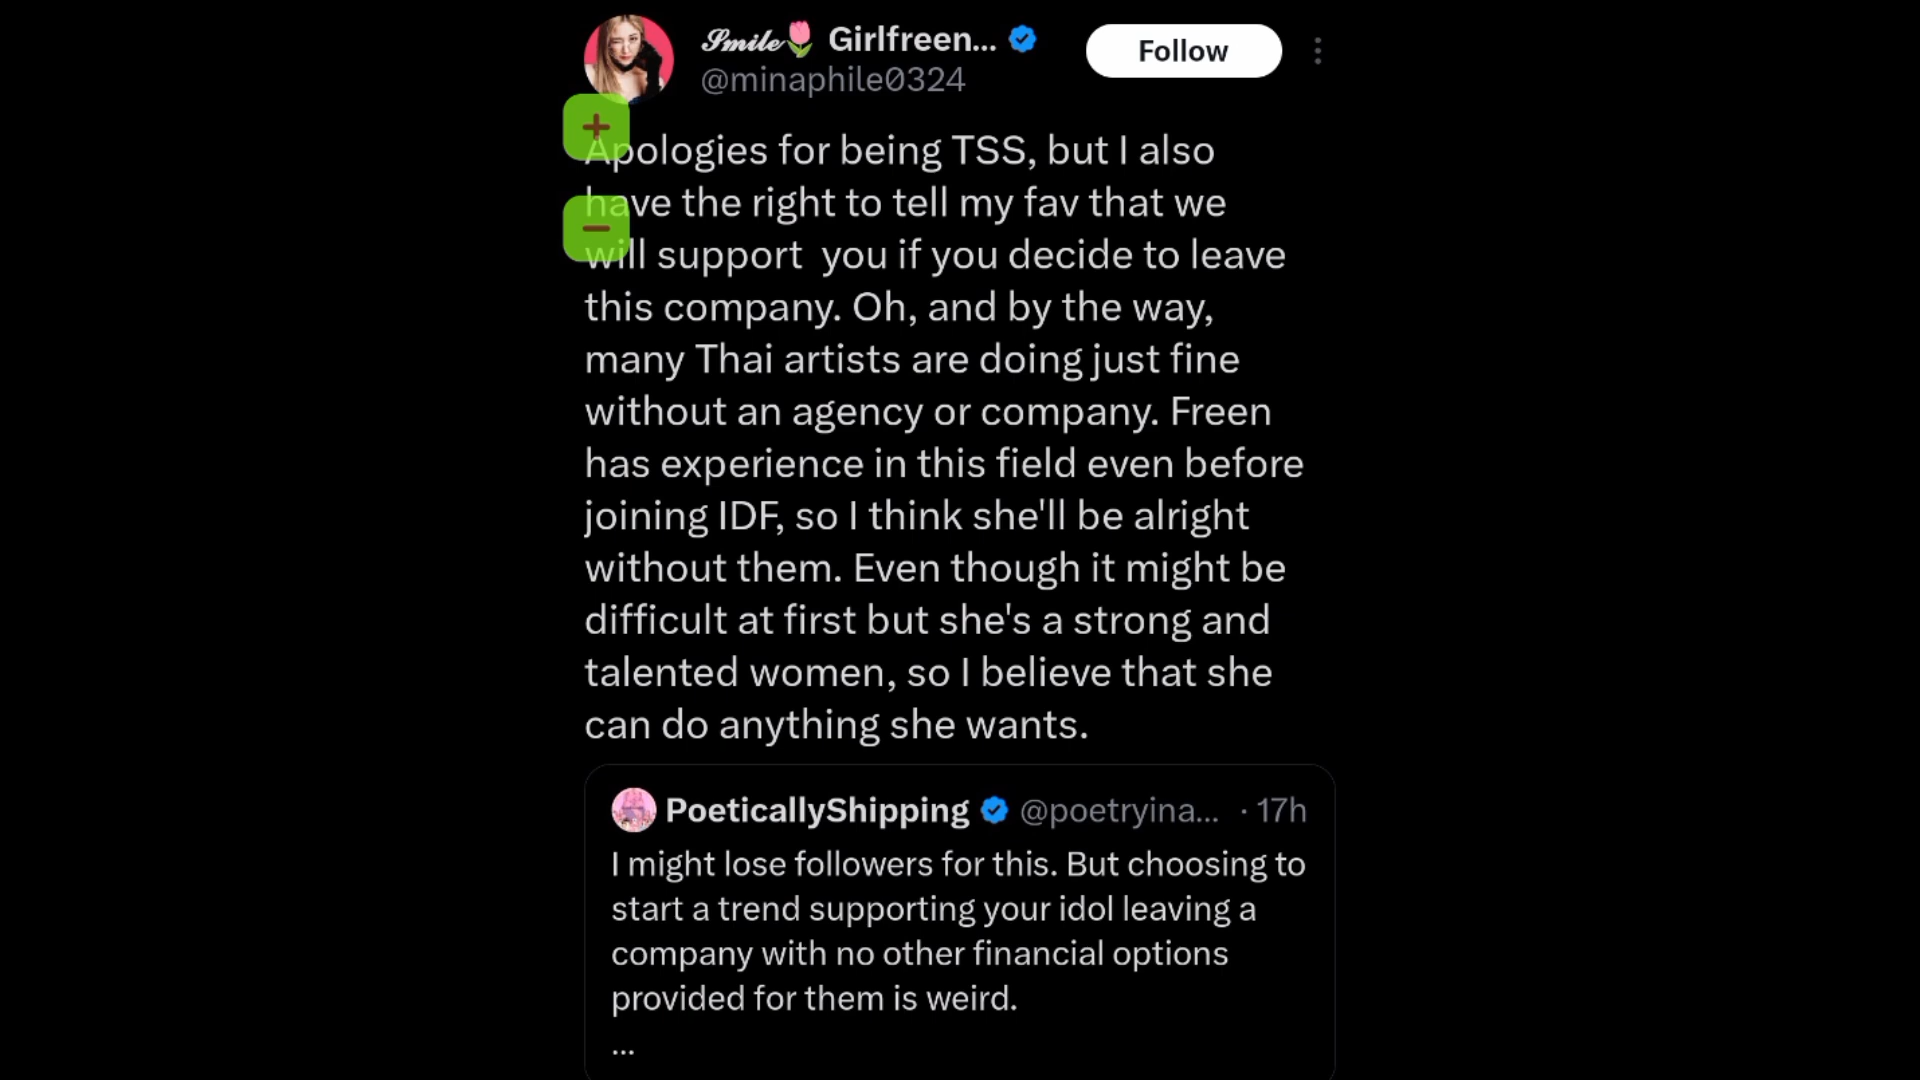 𝒮𝓂𝒾𝓁𝑒🌷 Girlfreen...
@minaphile0324
Follow
Apologies for being TSS, but I also
have the right to tell my fav that we
will support  you if you decide to leave
this company. Oh, and by the way,
many Thai artists are doing just fine
without an agency or company. Freen
has experience in this field even before
joining IDF, so I think she'll be alright
without them. Even though it might be
difficult at first but she's a strong and
talented women, so I believe that she
can do anything she wants.
PoeticallyShipping @poetryina... · 17h
I might lose followers for this. But choosing to
start a trend supporting your idol leaving a
company with no other financial options
provided for them is weird.
...